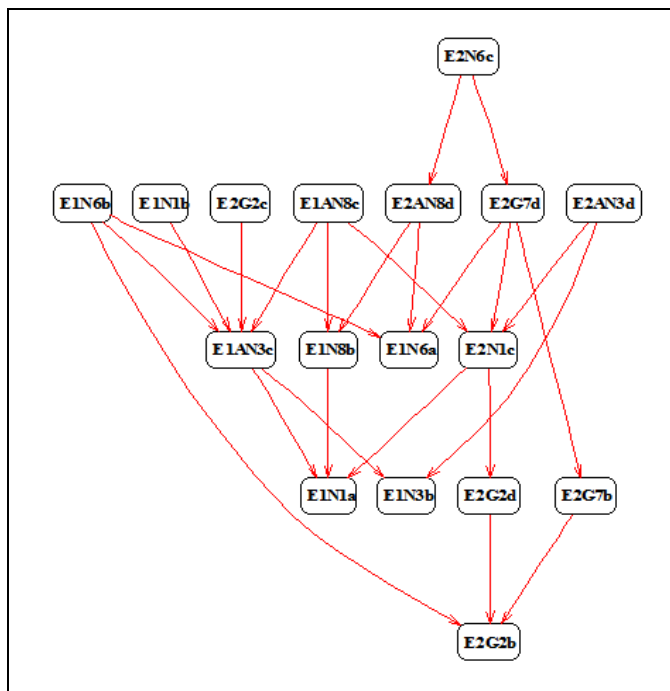 E2N6c
E1N6b E1N1b E2G2c E1AN8c E2AN8d E2G7d E2AN3d
E1AN3c E1N8b E1N6a E2N1c
E1N1a E1N3b E2G2d E2G7b
E2G2b